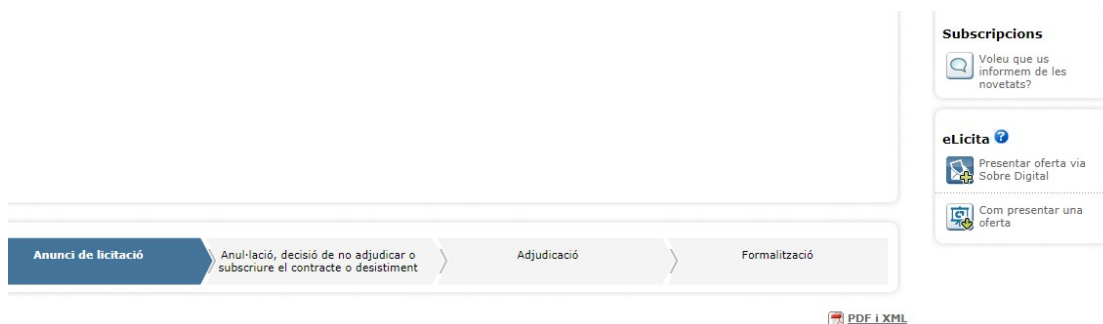 Subscripcions
Voleu que us
informem de les
novetats?
eLicita ?
Presentar oferta via
Sobre Digital
Com presentar una
oferta
Anunci de licitació
Anul·lació, decisió de no adjudicar o
subscriure el contracte o desistiment
Adjudicació
Formalització
PDF i XML